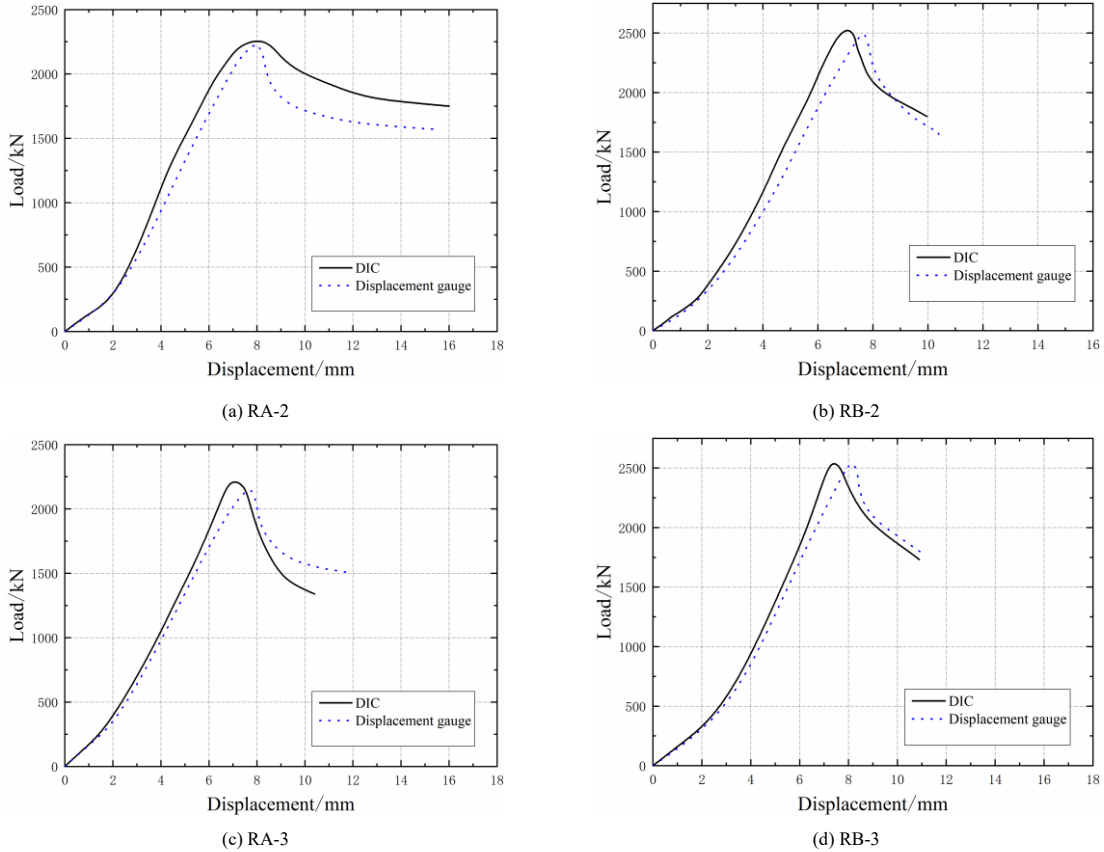 2500
2000
1500
1000
500
0
Load/kN
DIC
Displacement gauge
0 2 4 6 8 10 12 14 16 18
Displacement/mm
(a) RA-2
2500
2000
1500
1000
500
0
Load/kN
DIC
Displacement gauge
0 2 4 6 8 10 12 14 16
Displacement/mm
(b) RB-2
2500
2000
1500
1000
500
0
Load/kN
DIC
Displacement gauge
0 2 4 6 8 10 12 14 16 18
Displacement/mm
(c) RA-3
2500
2000
1500
1000
500
0
Load/kN
DIC
Displacement gauge
0 2 4 6 8 10 12 14 16 18
Displacement/mm
(d) RB-3